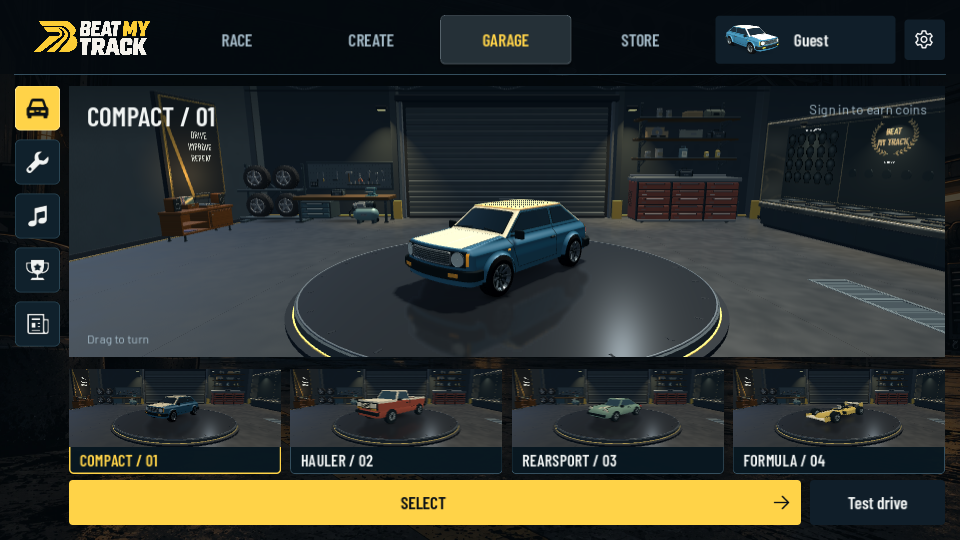 BEAT MY
TRACK
RACE
CREATE
GARAGE
STORE
Guest
COMPACT / 01
Sign in to earn coins
DRIVE
IMPROVE
REPEAT
BEAT
MY TRACK
Drag to turn
COMPACT / 01
HAULER / 02
REARSPORT / 03
FORMULA / 04
SELECT
Test drive